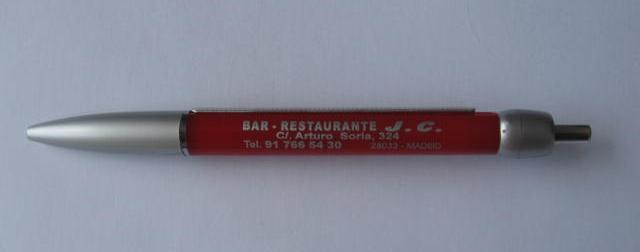 BAR - RESTAURANTE J. C.
C/. Arturo Soria, 324
Tel. 91 766 54 30 28033 - MADRID